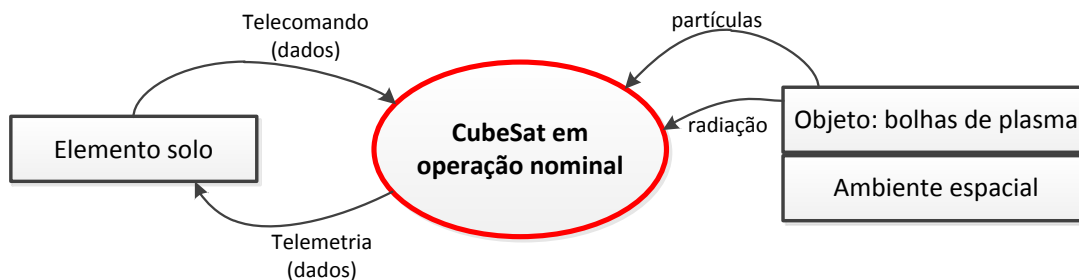 Telecomando
(dados)
partículas
radiação
Elemento solo
CubeSat em
operação nominal
Objeto: bolhas de plasma
Ambiente espacial
Telemetria
(dados)